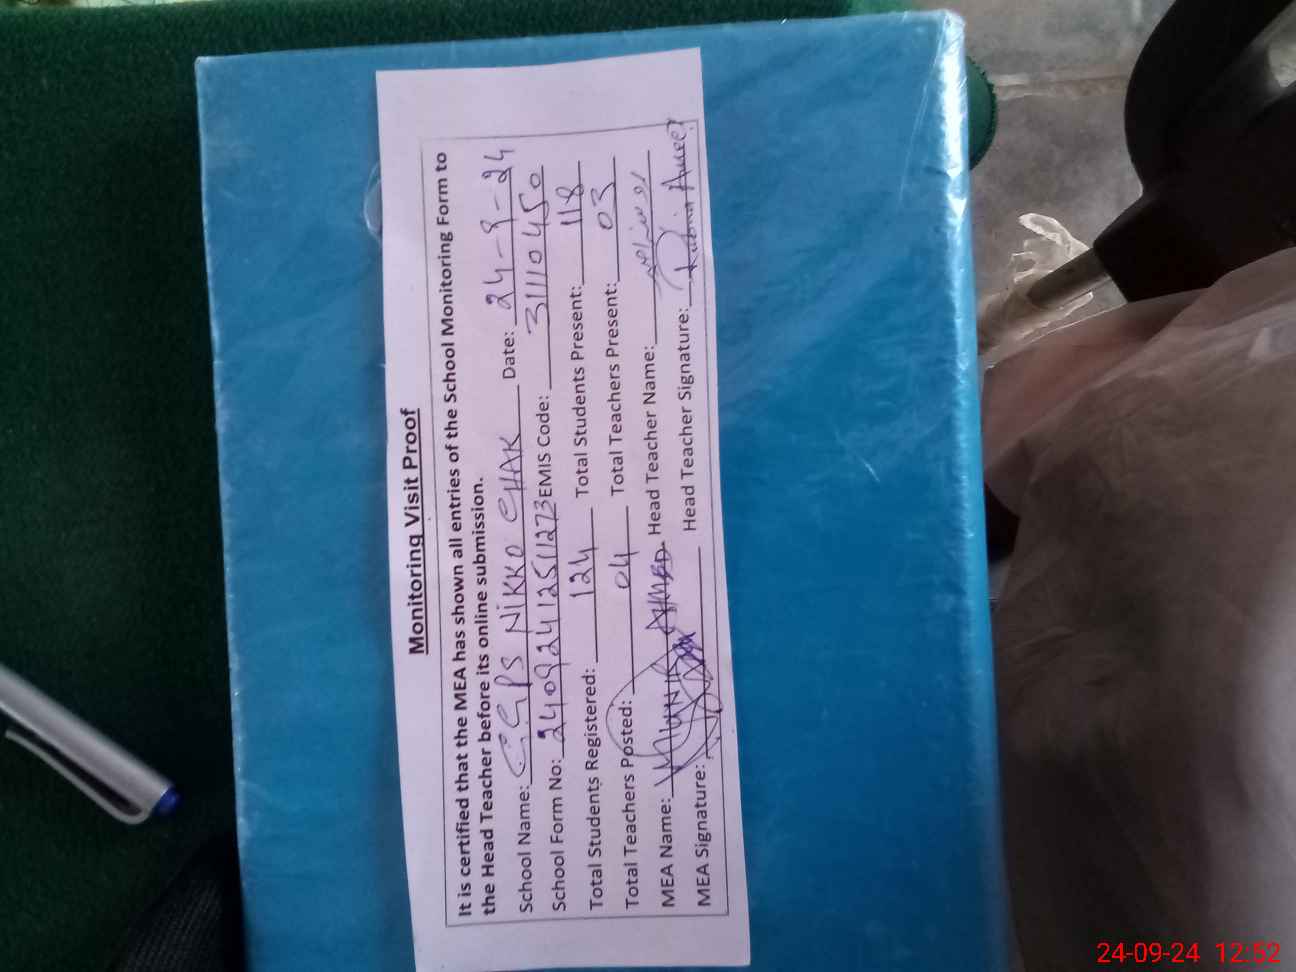 Monitoring Visit Proof
It is certified that the MEA has shown all entries of the School Monitoring Form to
the Head Teacher before its online submission.
School Name: GGPS NIKKO CHAK Date: 24-9-24
School Form No: 24092412511273 EMIS Code: 31110450
Total Students Registered: 124 Total Students Present: 118
Total Teachers Posted: 04 Total Teachers Present: 03
MEA Name: AHMED Head Teacher Name:
MEA Signature: Head Teacher Signature: Rabia
24-09-24 12:52